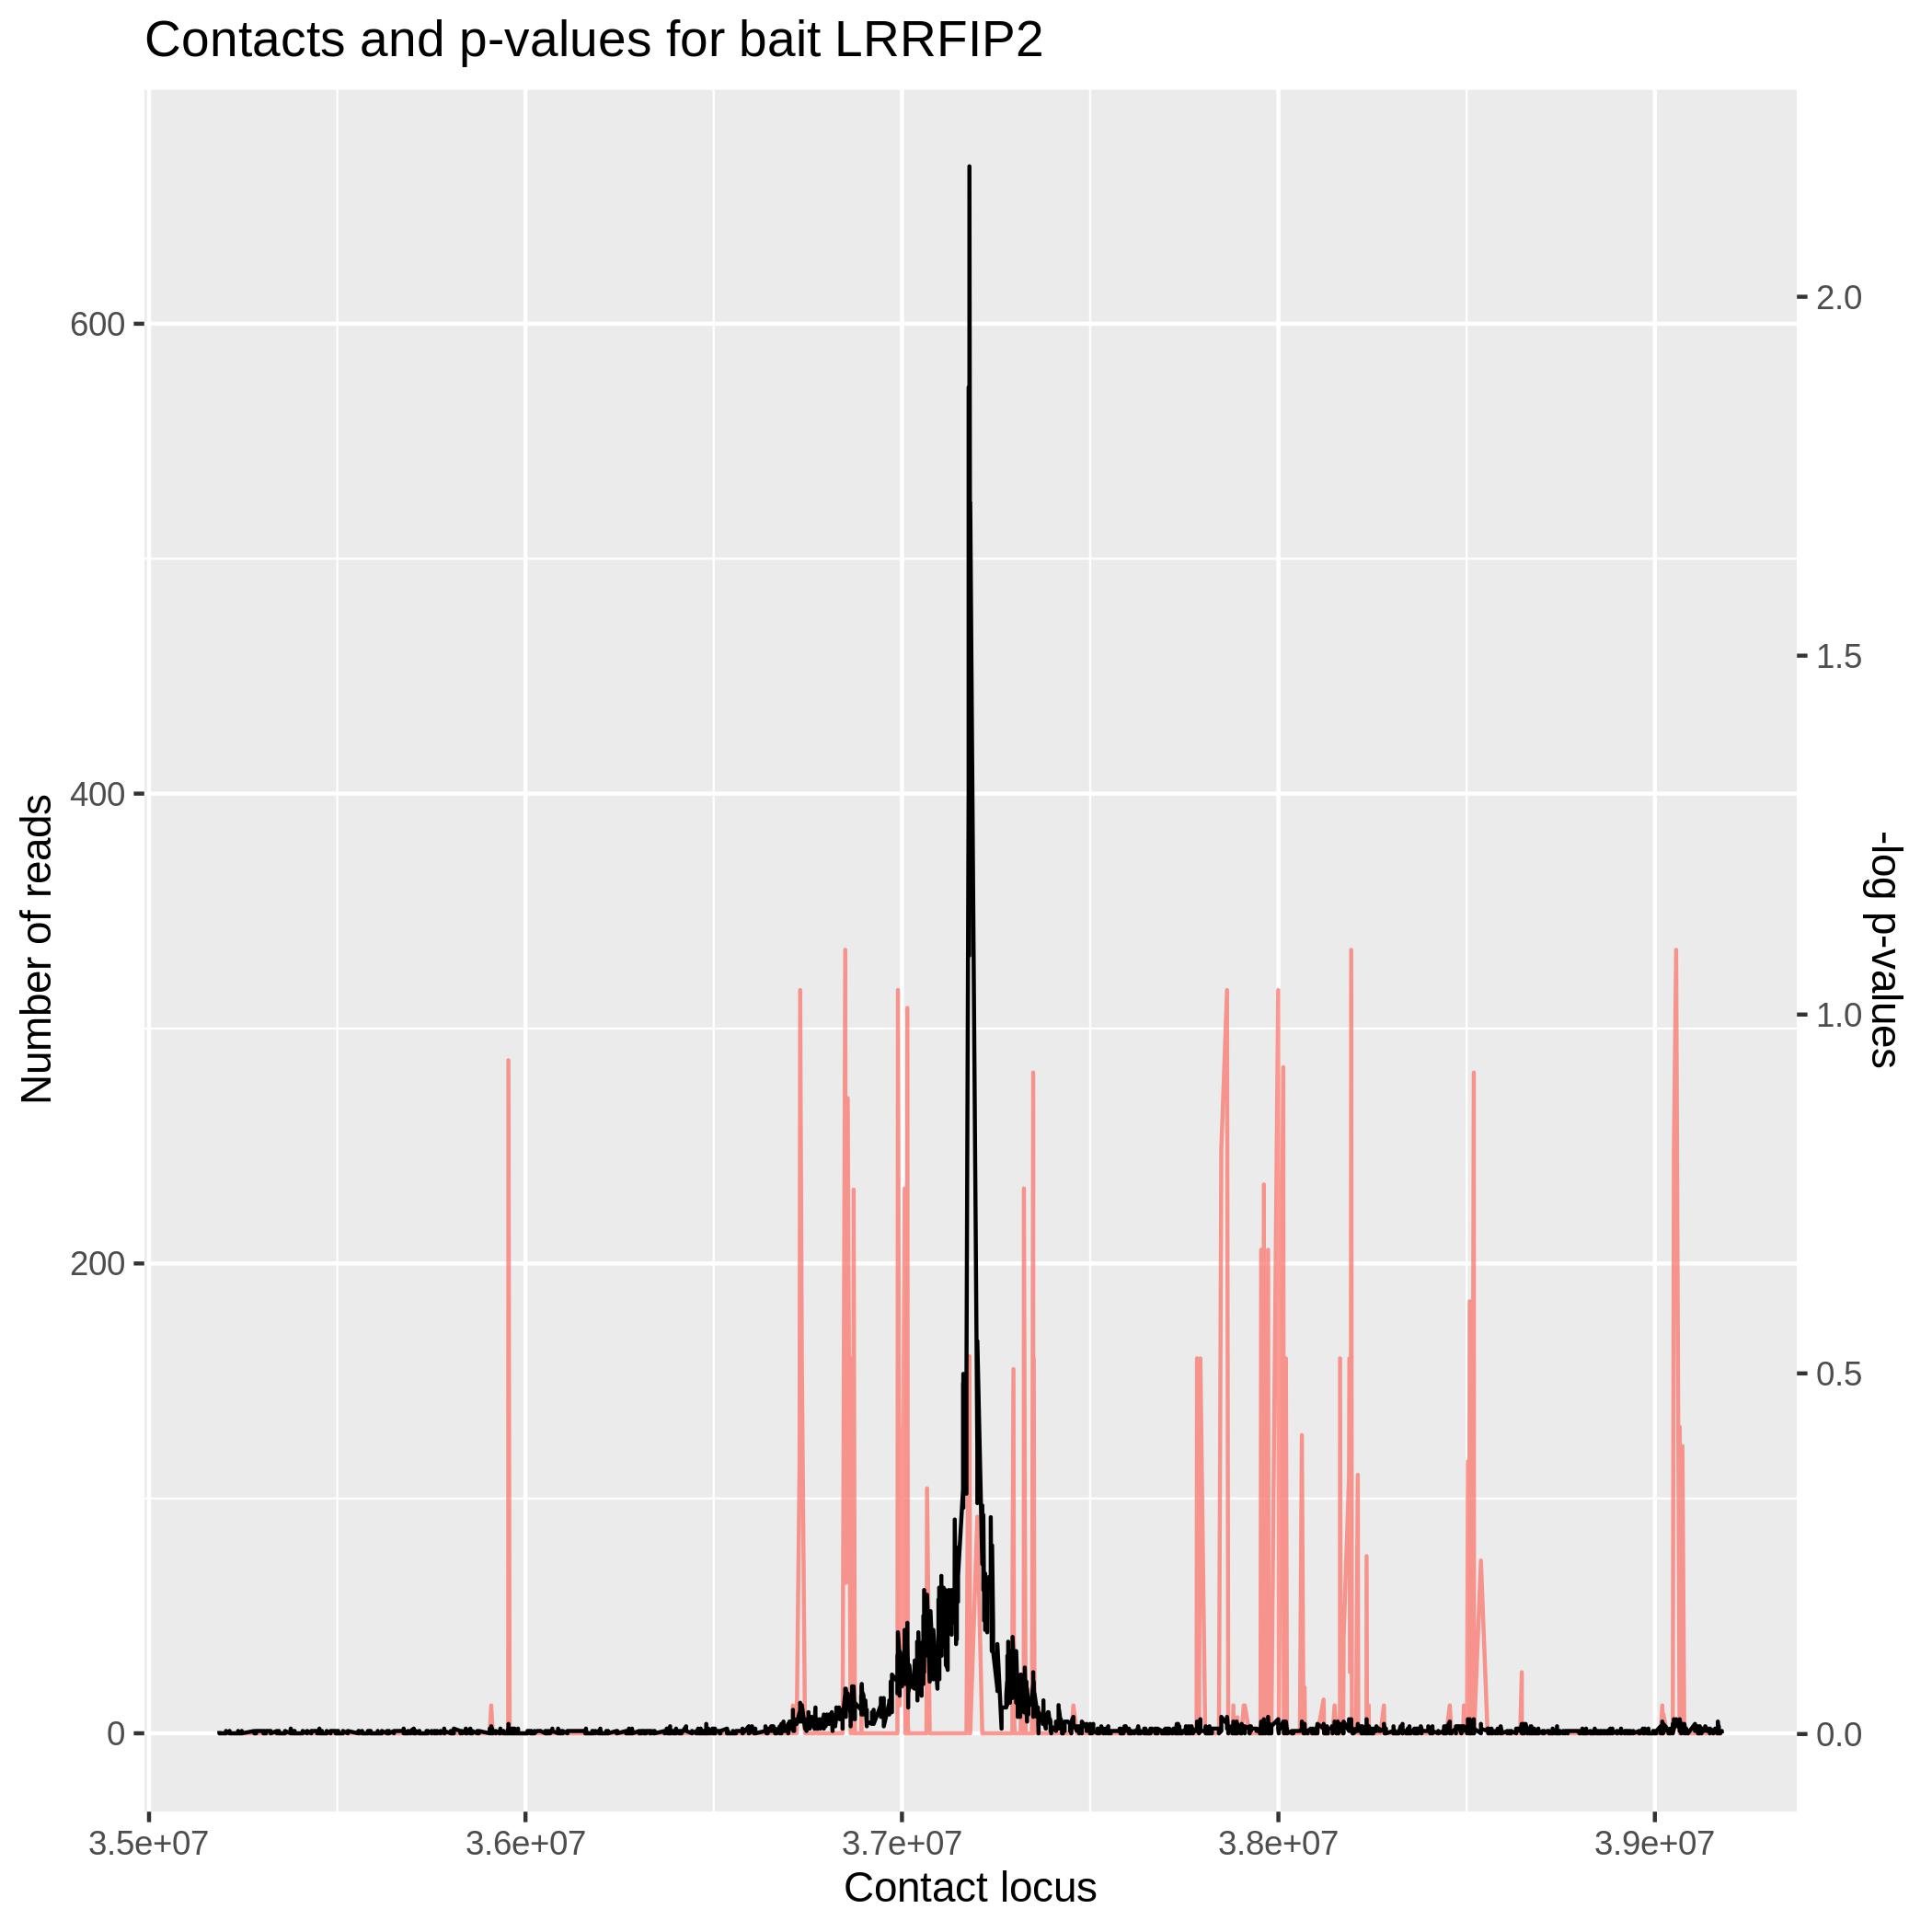 Contacts and p-values for bait LRRFIP2
600
400
200
0
Number of reads
2.0
1.5
1.0
0.5
0.0
-log p-values
3.5e+07
3.6e+07
3.7e+07
3.8e+07
3.9e+07
Contact locus